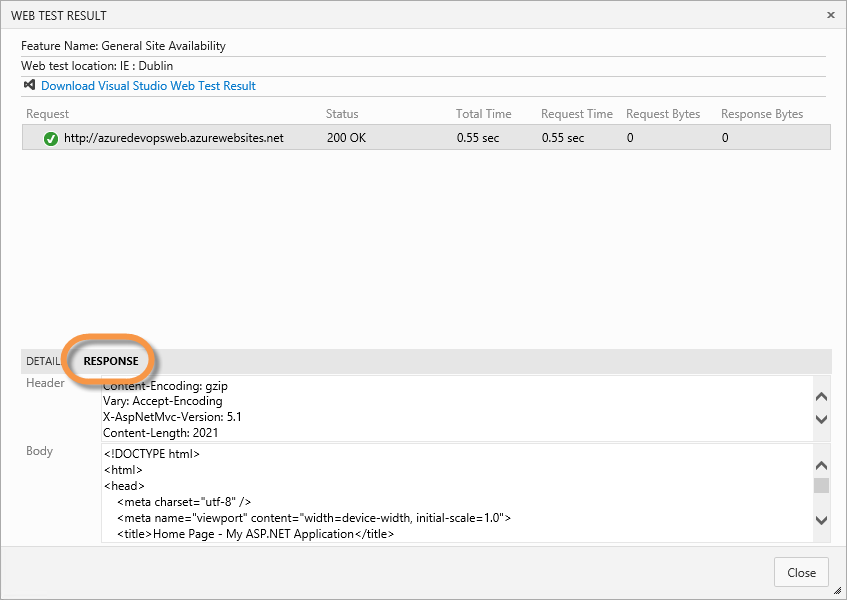 WEB TEST RESULT
Feature Name: General Site Availability
Web test location: IE : Dublin
Download Visual Studio Web Test Result
Request Status Total Time Request Time Request Bytes Response Bytes
http://azuredevopsweb.azurewebsites.net 200 OK 0.55 sec 0.55 sec 0 0
DETAIL RESPONSE
Header
Content-Encoding: gzip
Vary: Accept-Encoding
X-AspNetMvc-Version: 5.1
Content-Length: 2021
Body
<!DOCTYPE html>
<html>
<head>
<meta charset="utf-8" />
<meta name="viewport" content="width=device-width, initial-scale=1.0">
<title>Home Page - My ASP.NET Application</title>
Close